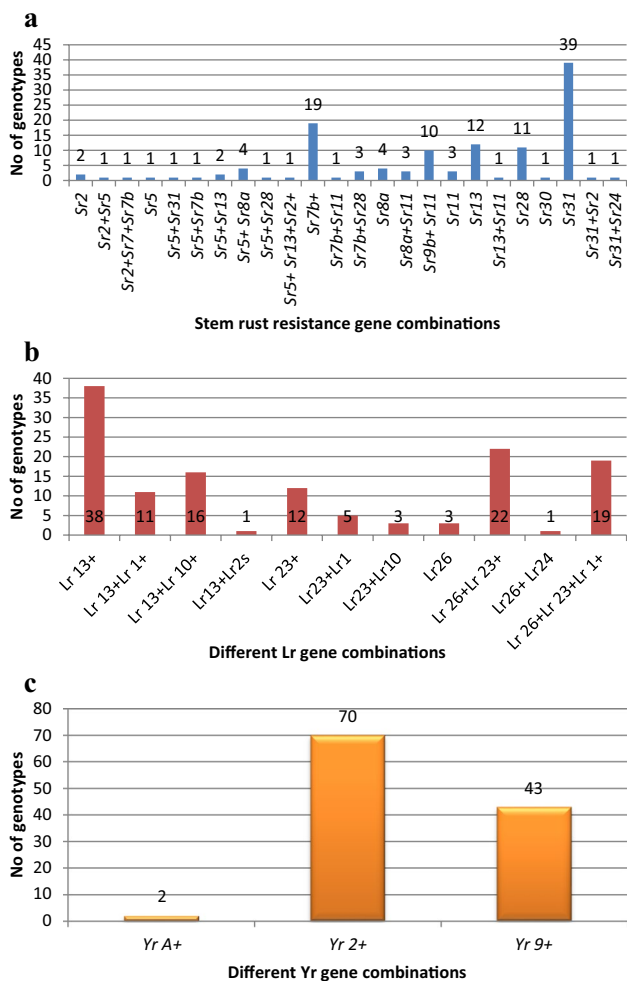 a
No of genotypes
45
40
35
30
25
20
15
10
5
0
2 1 1 1 1 1 2 4 1 1 19 1 3 4 3 10 3 12 1 11 1 39 1 1
Sr2
Sr2+Sr5
Sr2+Sr7+Sr7b
Sr5
Sr5+Sr31
Sr5+Sr7b
Sr5+Sr13
Sr5+ Sr8a
Sr5+Sr28
Sr5+ Sr13+Sr2+
Sr7b+
Sr7b+Sr11
Sr7b+Sr28
Sr8a
Sr8a+Sr11
Sr9b+ Sr11
Sr11
Sr13
Sr13+Sr11
Sr28
Sr30
Sr31
Sr31+Sr2
Sr31+Sr24
Stem rust resistance gene combinations
b
No of genotypes
40
35
30
25
20
15
10
5
0
38 11 16 1 12 5 3 3 22 1 19
Lr 13+
Lr 13+Lr 1+
Lr 13+Lr 10+
Lr13+Lr2s
Lr 23+
Lr23+Lr1
Lr23+Lr10
Lr26
Lr 26+Lr 23+
Lr26+ Lr24
Lr 26+Lr 23+Lr 1+
Different Lr gene combinations
c
No of genotypes
80
70
60
50
40
30
20
10
0
2 70 43
Yr A+ Yr 2+ Yr 9+
Different Yr gene combinations